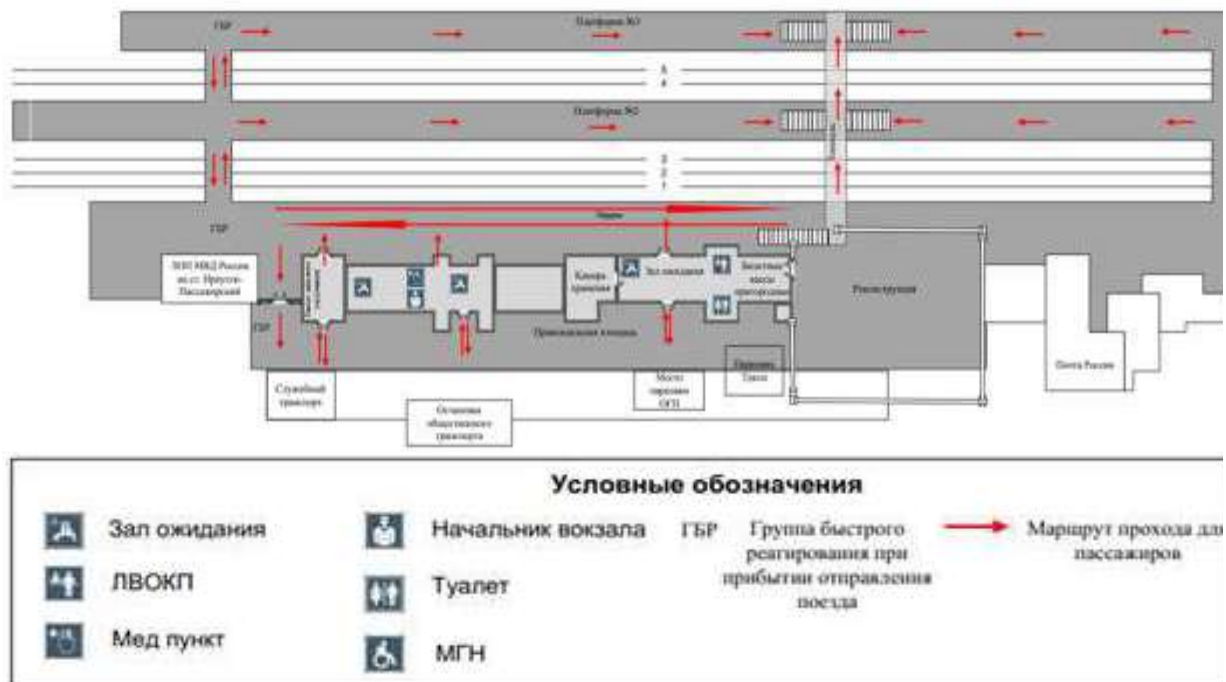 ГБР
Платформа №3
5
4
Платформа №2
3
2
1
Перрон
ГБР
ЛОП МВД России
на ст. Иркутск-
Пассажирский
Камера
хранения
Зал ожидания
Билетные
кассы
пригородные
Реконструкция
ГБР
Привокзальная площадь
Служебный
транспорт
Остановка
общественного
транспорта
Место
парковки
ОГП
Парковка
Такси
Почта России
Условные обозначения
Зал ожидания
ЛВОКП
Мед пункт
Начальник вокзала
Туалет
МГН
ГБР
Группа быстрого
реагирования при
прибытии отправления
поезда
Маршрут прохода для
пассажиров